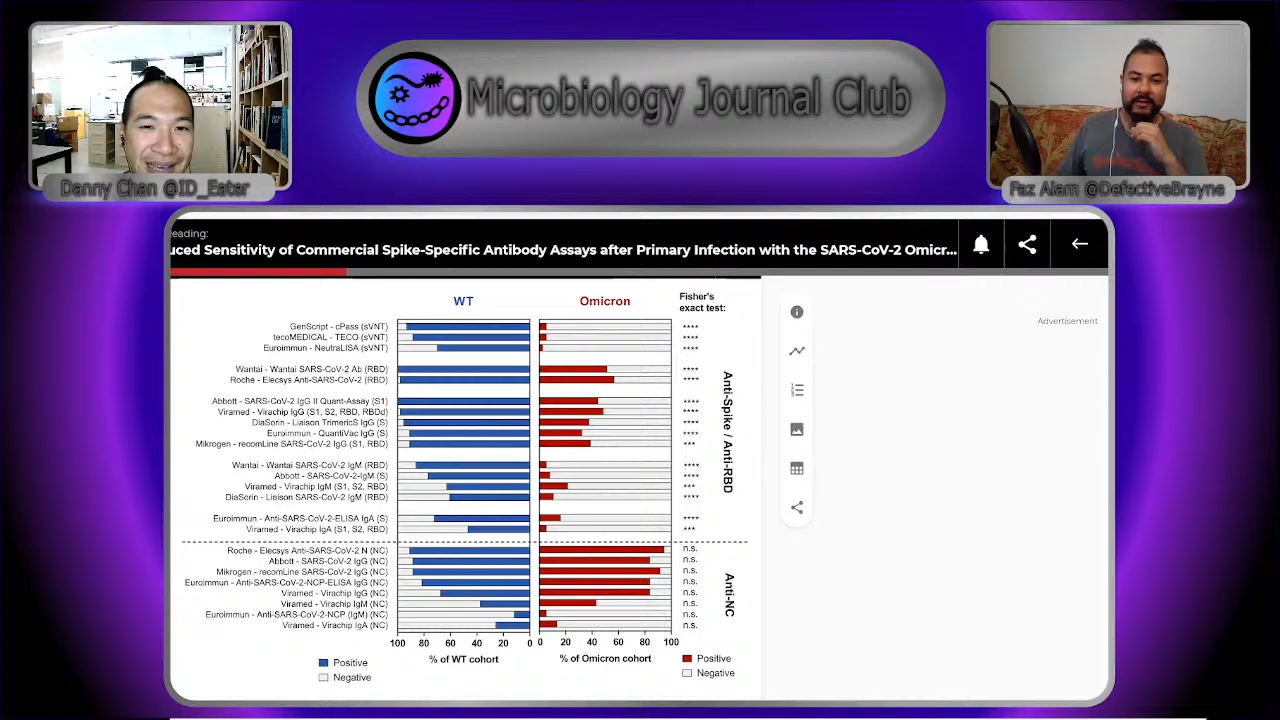 Microbiology Journal Club
Danny Chan @ID_Eater
Faz Alam @DefectiveBrayne
eading:
uced Sensitivity of Commercial Spike-Specific Antibody Assays after Primary Infection with the SARS-CoV-2 Omicr...
WT
Omicron
Fisher's
exact test:
GenScript - cPass (sVNT) ****
tecoMEDICAL - TECO (sVNT) ****
Euroimmun - NeutraLISA (sVNT) ****
Wantai - Wantai SARS-CoV-2 Ab (RBD) ****
Roche - Elecsys Anti-SARS-CoV-2 (RBD) ****
Abbott - SARS-CoV-2 IgG II Quant-Assay (S1) ****
Viramed - Virachip IgG (S1, S2, RBD, RBDd) ****
DiaSorin - Liaison TrimericS IgG (S) ****
Euroimmun - QuantiVac IgG (S) ****
Mikrogen - recomLine SARS-CoV-2 IgG (S1, RBD) ***
Wantai - Wantai SARS-CoV-2 IgM (RBD) ****
Abbott - SARS-CoV-2-IgM (S) ****
Viramed - Virachip IgM (S1, S2, RBD) ***
DiaSorin - Liaison SARS-CoV-2 IgM (RBD) ****
Euroimmun - Anti-SARS-CoV-2-ELISA IgA (S) ****
Viramed - Virachip IgA (S1, S2, RBD) ***
Anti-Spike / Anti-RBD
Roche - Elecsys Anti-SARS-CoV-2 N (NC) n.s.
Abbott - SARS-CoV-2 IgG (NC) n.s.
Mikrogen - recomLine SARS-CoV-2 IgG (NC) n.s.
Euroimmun - Anti-SARS-CoV-2-NCP-ELISA IgG (NC) n.s.
Viramed - Virachip IgG (NC) n.s.
Viramed - Virachip IgM (NC) n.s.
Euroimmun - Anti-SARS-CoV-2-NCP (IgM) (NC) n.s.
Viramed - Virachip IgA (NC) n.s.
Anti-NC
100 80 60 40 20 0
0 20 40 60 80 100
% of WT cohort
% of Omicron cohort
Positive
Negative
Positive
Negative
Advertisement